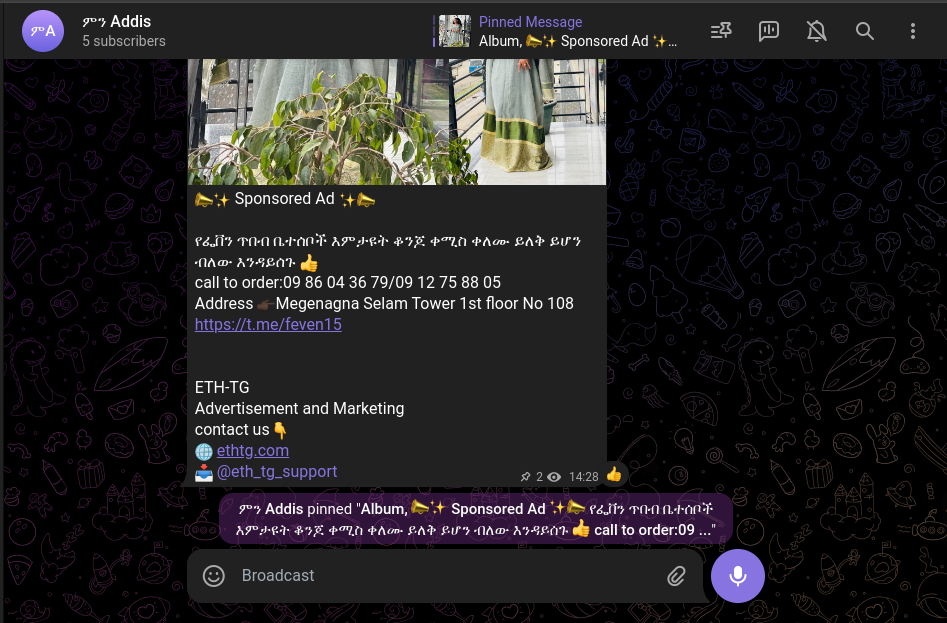 ምን Addis
5 subscribers
ምA
Pinned Message
Album, 📣✨ Sponsored Ad ✨...
📣✨ Sponsored Ad ✨📣
የፌቨን ጥበብ ቤተሰቦች እምታዩት ቆንጆ ቀሚስ ቀለሙ ይለቅ ይሆን
ብለው እንዳይሰጉ 👍
call to order:09 86 04 36 79/09 12 75 88 05
Address 👉🏿Megenagna Selam Tower 1st floor No 108
https://t.me/feven15
ETH-TG
Advertisement and Marketing
contact us👇
🌐 ethtg.com
📥 @eth_tg_support
2 14:28 👍
ምን Addis pinned "Album, 📣✨ Sponsored Ad ✨📣 የፌቨን ጥበብ ቤተሰቦች
እምታዩት ቆንጆ ቀሚስ ቀለሙ ይለቅ ይሆን ብለው እንዳይሰጉ 👍 call to order:09 ..."
Broadcast